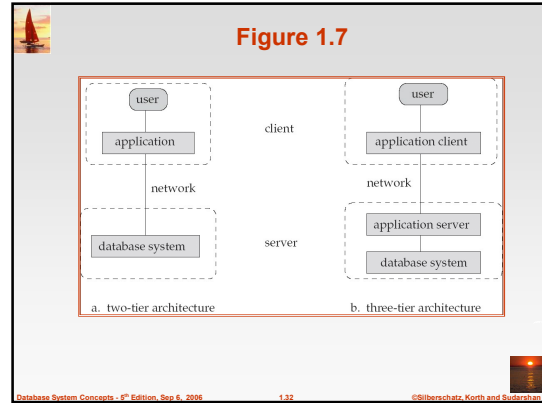 Figure 1.7
user
application
network
database system
a. two-tier architecture
client
server
user
application client
network
application server
database system
b. three-tier architecture
Database System Concepts - 5th Edition, Sep 6, 2006
1.32
©Silberschatz, Korth and Sudarshan